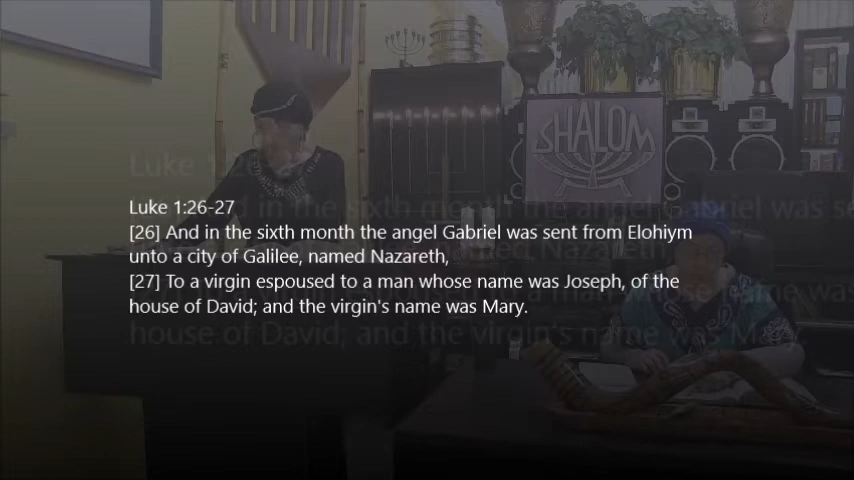 SHALOM
Luke 1:26-27
[26] And in the sixth month the angel Gabriel was sent from Elohiym
unto a city of Galilee, named Nazareth,
[27] To a virgin espoused to a man whose name was Joseph, of the
house of David; and the virgin's name was Mary.